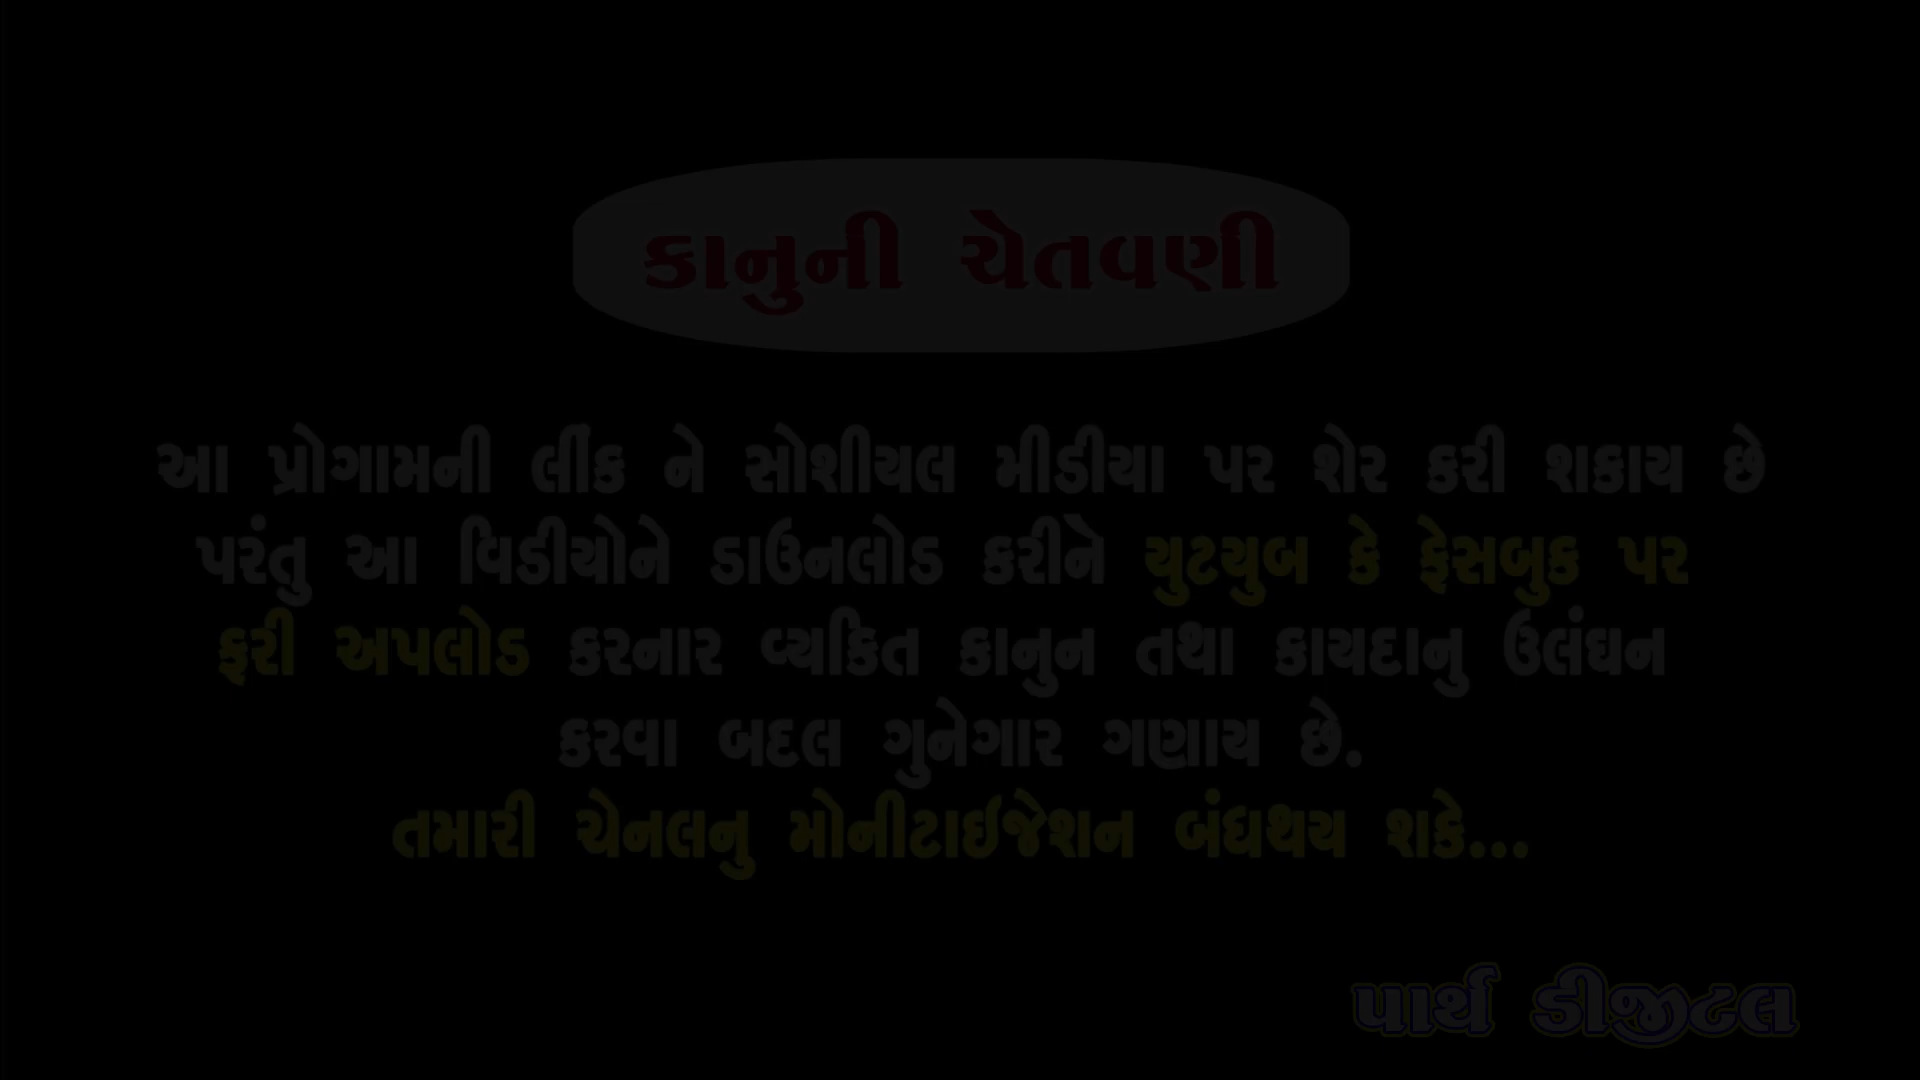 કાનુની ચેતવણી
આ પ્રોગામની લીંક ને સોશીયલ મીડીયા પર શેર કરી શકાય છે
પરંતુ આ વિડીયોને ડાઉનલોડ કરીને યુટયુબ કે ફેસબુક પર
ફરી અપલોડ કરનાર વ્યકિત કાનુન તથા કાયદાનુ ઉલંઘન
કરવા બદલ ગુનેગાર ગણાય છે.
તમારી ચેનલનુ મોનીટાઈજેશન બંધથય શકે...
પાર્થ ડીજીટલ